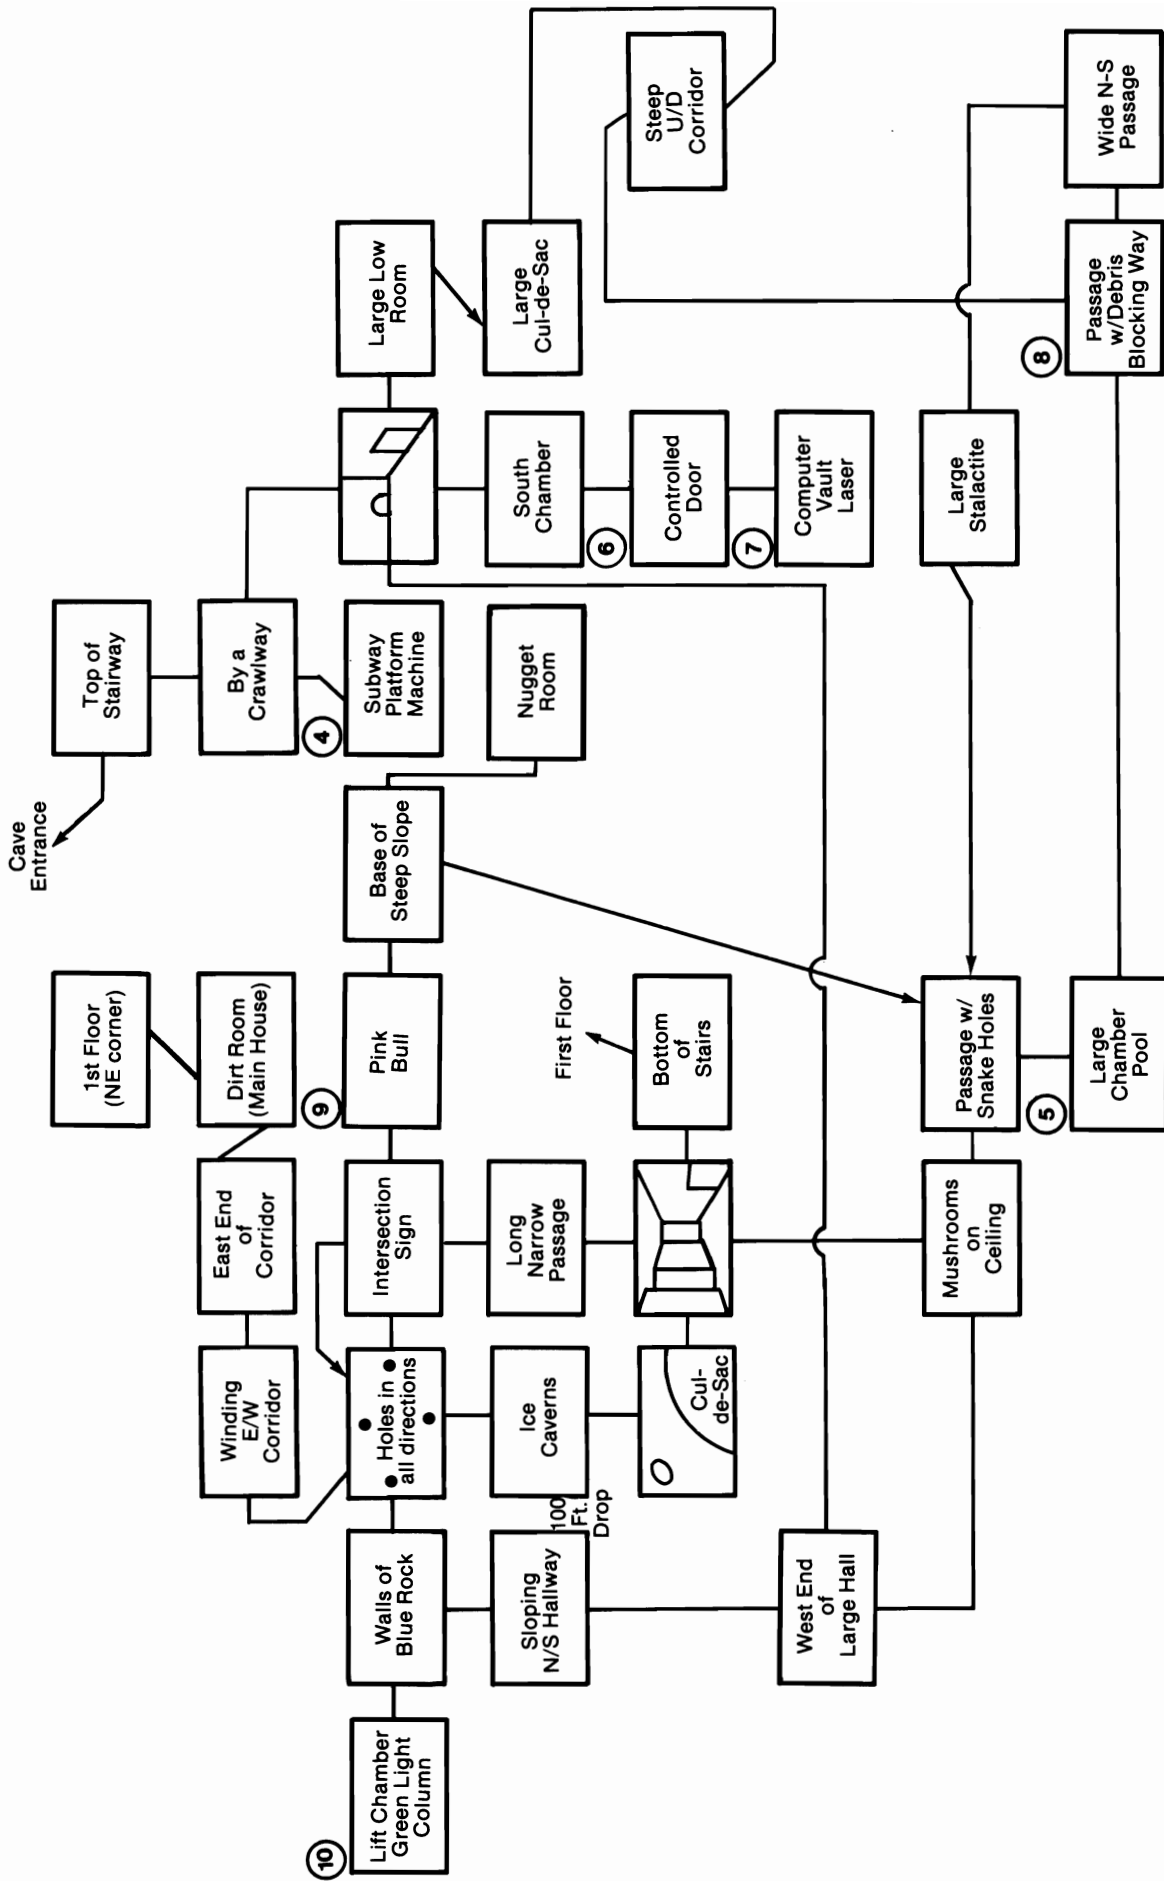 Cave
Entrance
1st Floor
(NE corner)
Top of
Stairway
Winding
E/W
Corridor
East End
of
Corridor
Dirt Room
(Main House)
By a
Crawlway
10
9
4
Lift Chamber
Green Light
Column
Walls of
Blue Rock
Holes in
all directions
Intersection
Sign
Pink
Bull
Base of
Steep Slope
Subway
Platform
Machine
Large Low
Room
Sloping
N/S Hallway
100
Ft.
Drop
Ice
Caverns
Long
Narrow
Passage
First Floor
Nugget
Room
South
Chamber
Large
Cul-de-Sac
6
Cul-
de-Sac
Bottom
of
Stairs
Controlled
Door
Steep
U/D
Corridor
7
West End
of
Large Hall
Computer
Vault
Laser
Mushrooms
on
Ceiling
Passage w/
Snake Holes
Large
Stalactite
5
8
Large
Chamber
Pool
Passage
w/Debris
Blocking Way
Wide N-S
Passage